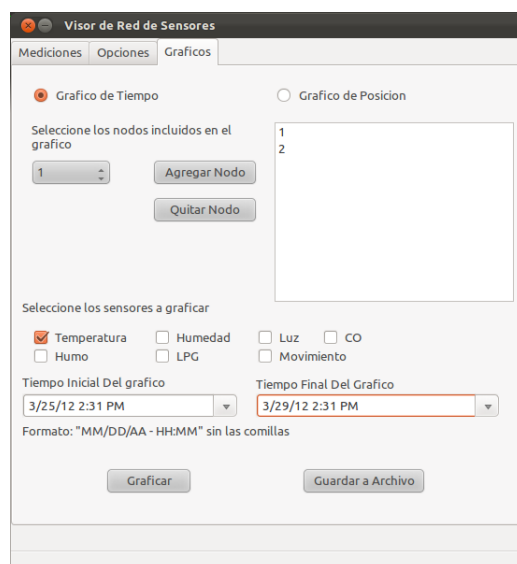 Visor de Red de Sensores
Mediciones Opciones Graficos
Grafico de Tiempo Grafico de Posicion
Seleccione los nodos incluidos en el
grafico
1
2
1 Agregar Nodo
Quitar Nodo
Seleccione los sensores a graficar
Temperatura Humedad Luz CO
Humo LPG Movimiento
Tiempo Inicial Del grafico Tiempo Final Del Grafico
3/25/12 2:31 PM 3/29/12 2:31 PM
Formato: "MM/DD/AA - HH:MM" sin las comillas
Graficar Guardar a Archivo